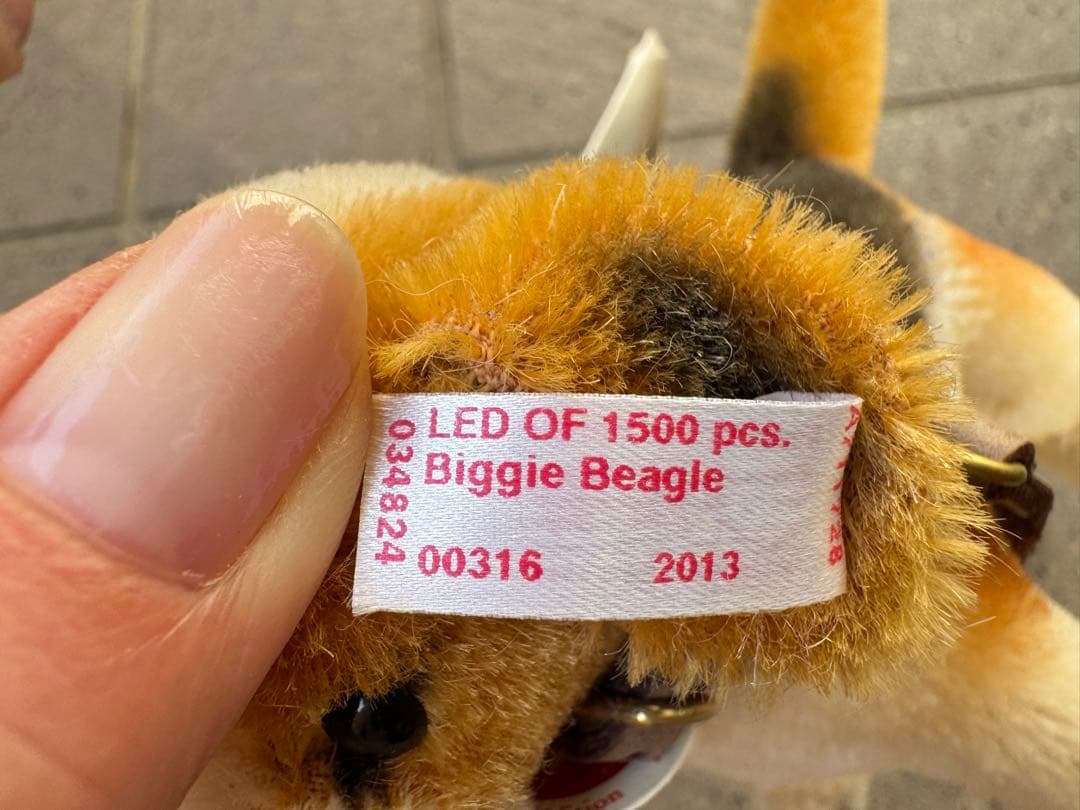 LED OF 1500 pcs.
Biggie Beagle
00316 2013
034824